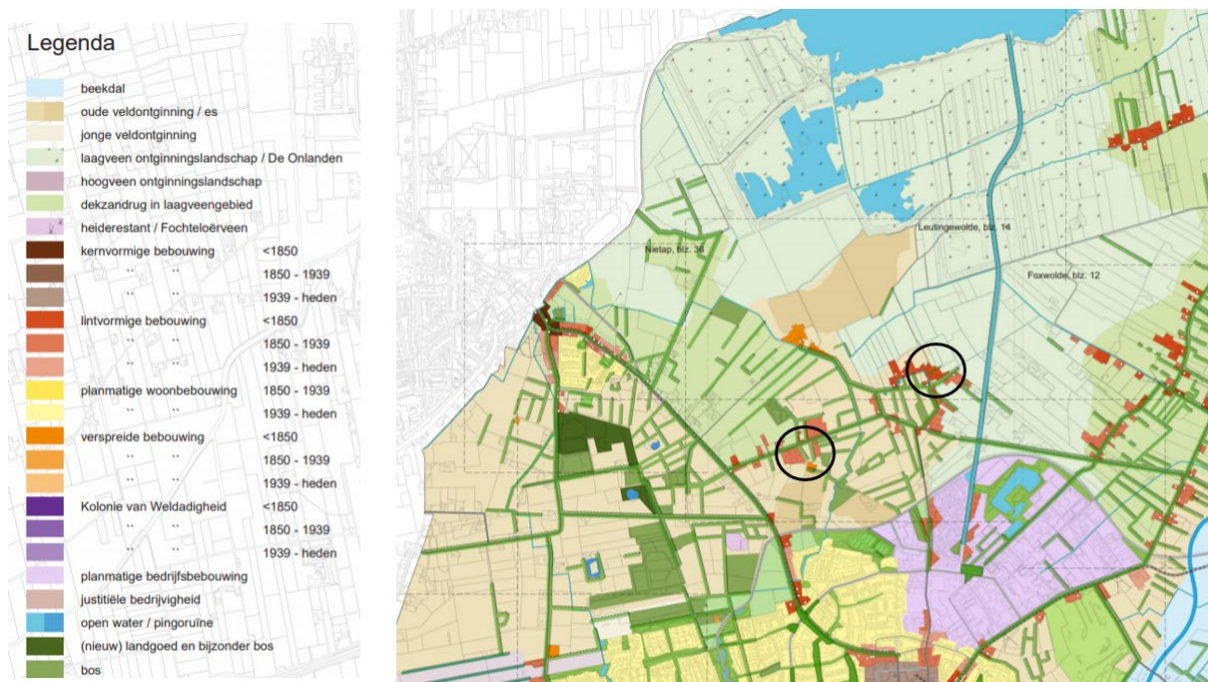 Legenda
beekdal
oude veldontginning / es
jonge veldontginning
laagveen ontginningslandschap / De Onlanden
hoogveen ontginningslandschap
dekzandrug in laagveengebied
heiderestant / Fochteloërveen
kernvormige bebouwing <1850
" " 1850 - 1939
" " 1939 - heden
lintvormige bebouwing <1850
" " 1850 - 1939
" " 1939 - heden
planmatige woonbebouwing 1850 - 1939
" " 1939 - heden
verspreide bebouwing <1850
" " 1850 - 1939
" " 1939 - heden
Kolonie van Weldadigheid <1850
" " 1850 - 1939
" " 1939 - heden
planmatige bedrijfsbebouwing
justitiële bedrijvigheid
open water / pingoruïne
(nieuw) landgoed en bijzonder bos
bos
Leutingewolde, blz. 14
Nietap, blz. 36
Foxwolde, blz. 12